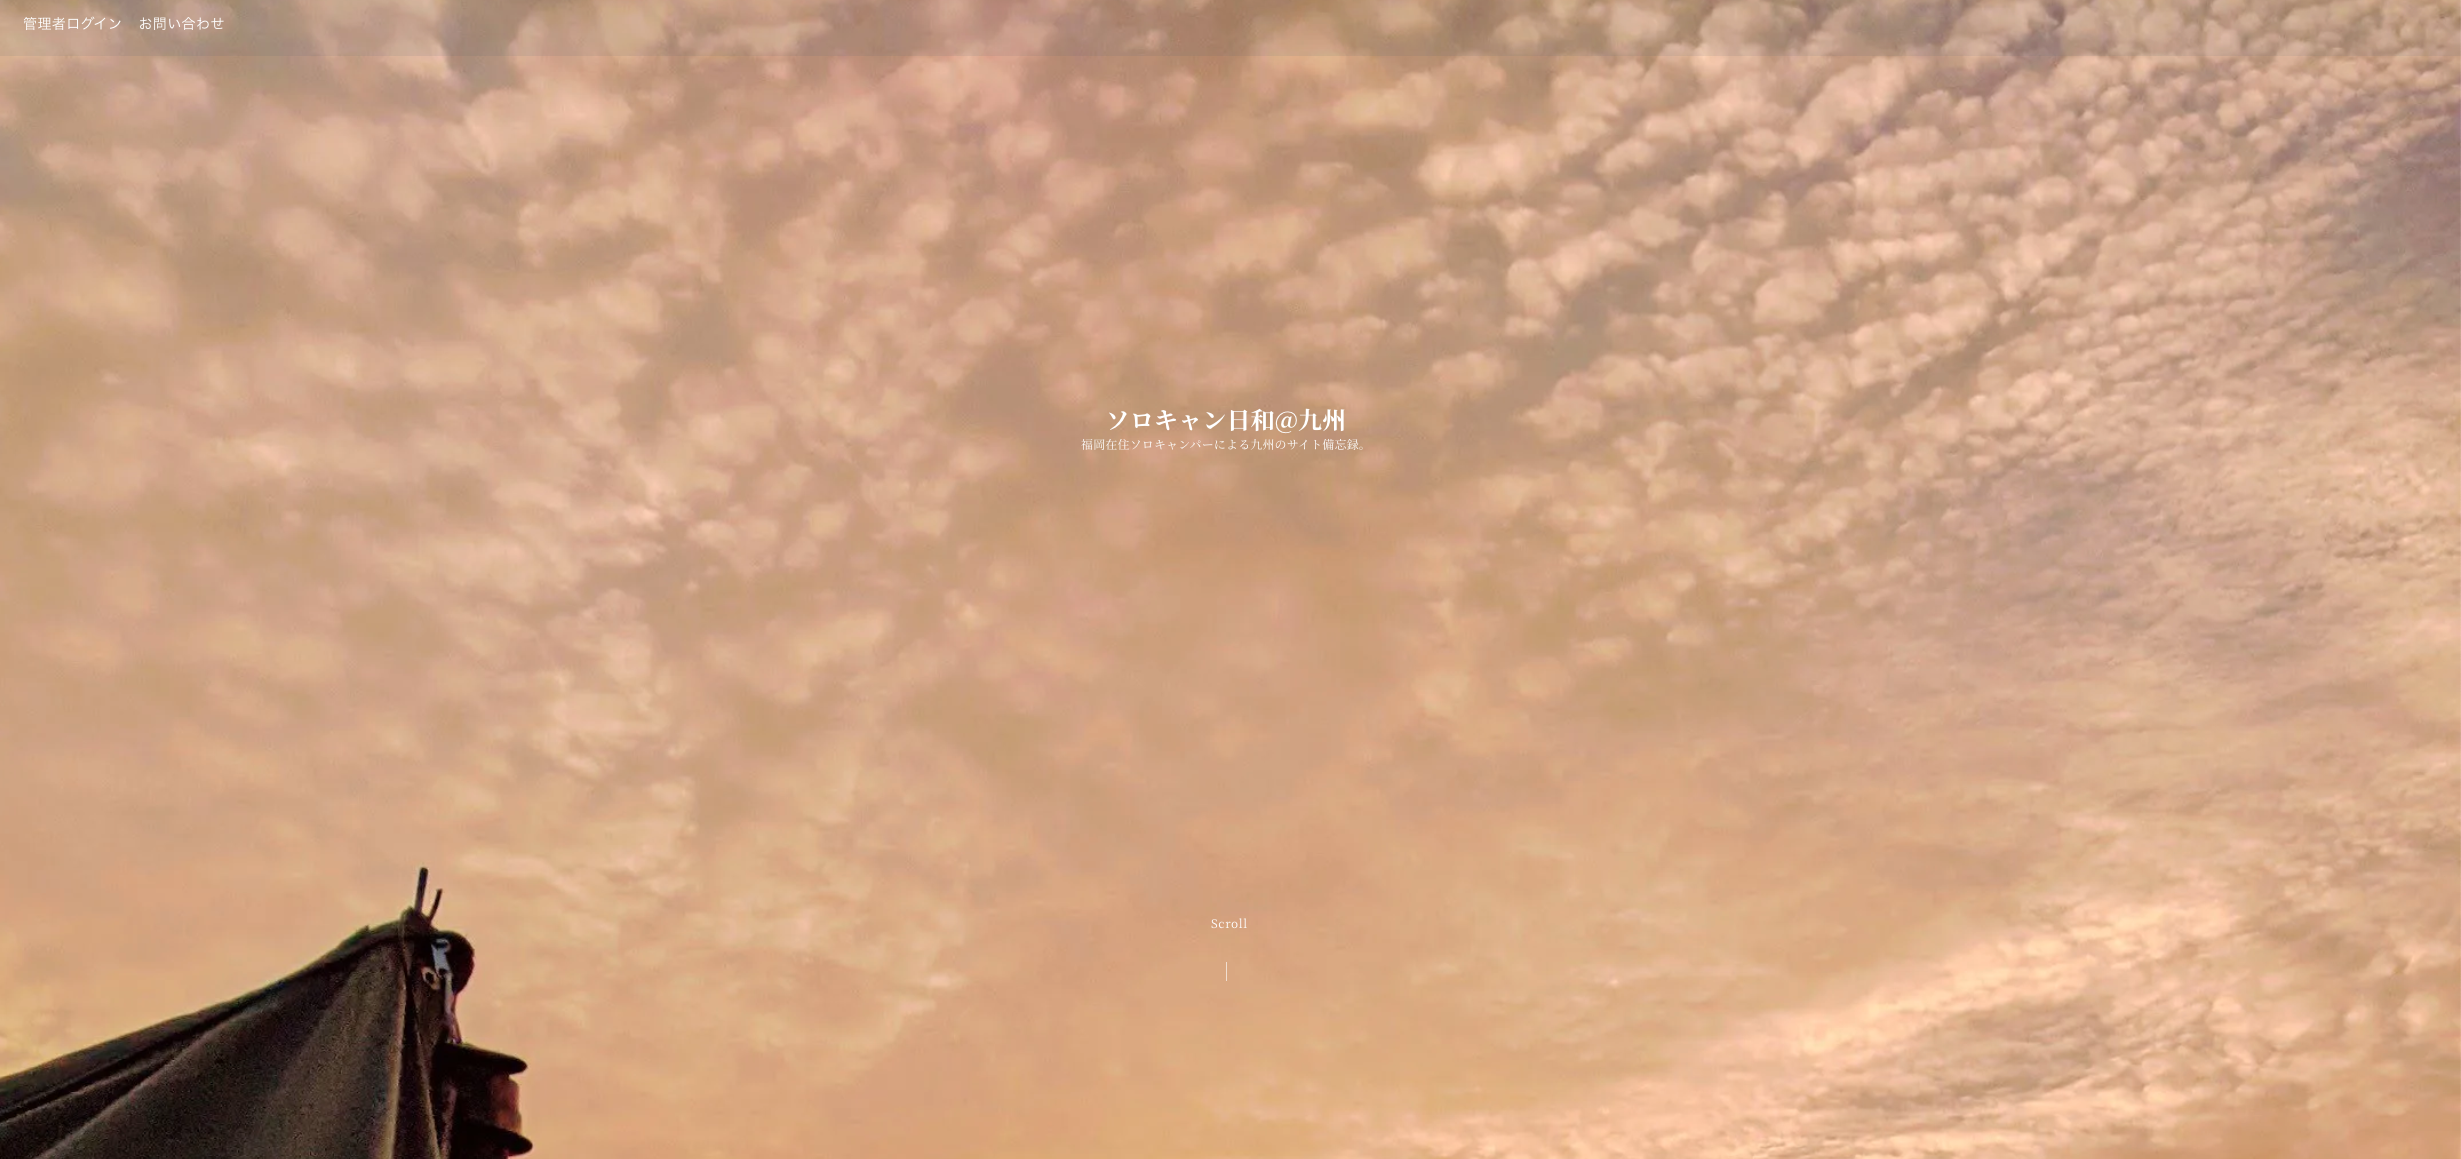 管理者ログイン お問い合わせ
ソロキャン日和@九州
福岡在住ソロキャンパーによる九州のサイト備忘録。
Scroll